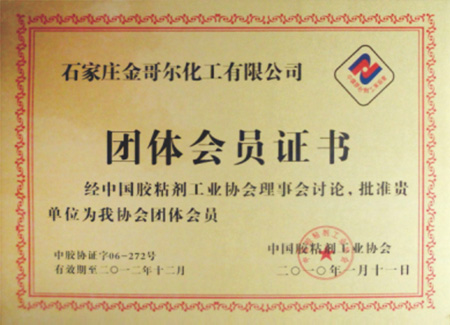 石家庄金哥尔化工有限公司
团体会员证书
经中国胶粘剂工业协会理事会讨论，批准贵
单位为我协会团体会员
中胶协证字06-272号
有效期至二〇一二年十二月
中国胶粘剂工业协会
二〇一〇年一月十一日